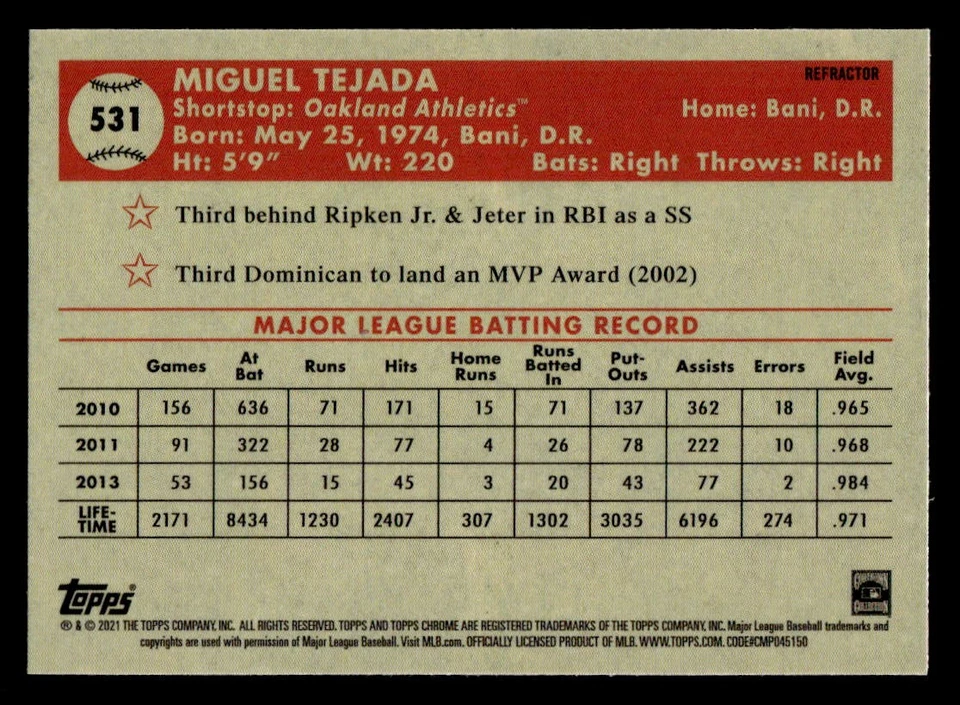 REFRACTOR
531
MIGUEL TEJADA
Shortstop: Oakland Athletics™ Home: Bani, D.R.
Born: May 25, 1974, Bani, D.R.
Ht: 5'9" Wt: 220 Bats: Right Throws: Right
Third behind Ripken Jr. & Jeter in RBI as a SS
Third Dominican to land an MVP Award (2002)
MAJOR LEAGUE BATTING RECORD
Games At Bat Runs Hits Home Runs Runs Batted In Put-Outs Assists Errors Field Avg.
2010 156 636 71 171 15 71 137 362 18 .965
2011 91 322 28 77 4 26 78 222 10 .968
2013 53 156 15 45 3 20 43 77 2 .984
LIFE-TIME 2171 8434 1230 2407 307 1302 3035 6196 274 .971
Topps®
COOPERSTOWN COLLECTION
® & © 2021 THE TOPPS COMPANY, INC. ALL RIGHTS RESERVED. TOPPS AND TOPPS CHROME ARE REGISTERED TRADEMARKS OF THE TOPPS COMPANY, INC. Major League Baseball trademarks and
copyrights are used with permission of Major League Baseball. Visit MLB.com. OFFICIALLY LICENSED PRODUCT OF MLB. WWW.TOPPS.COM. CODE#CMP045150